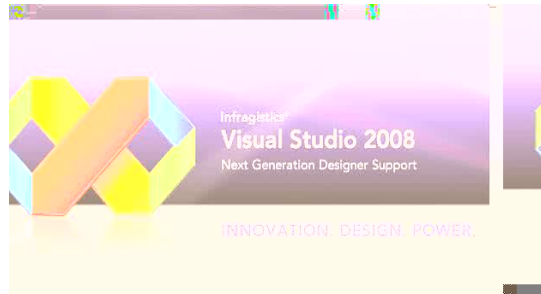 Infragistics
Visual Studio 2008
Next Generation Designer Support
INNOVATION. DESIGN. POWER.